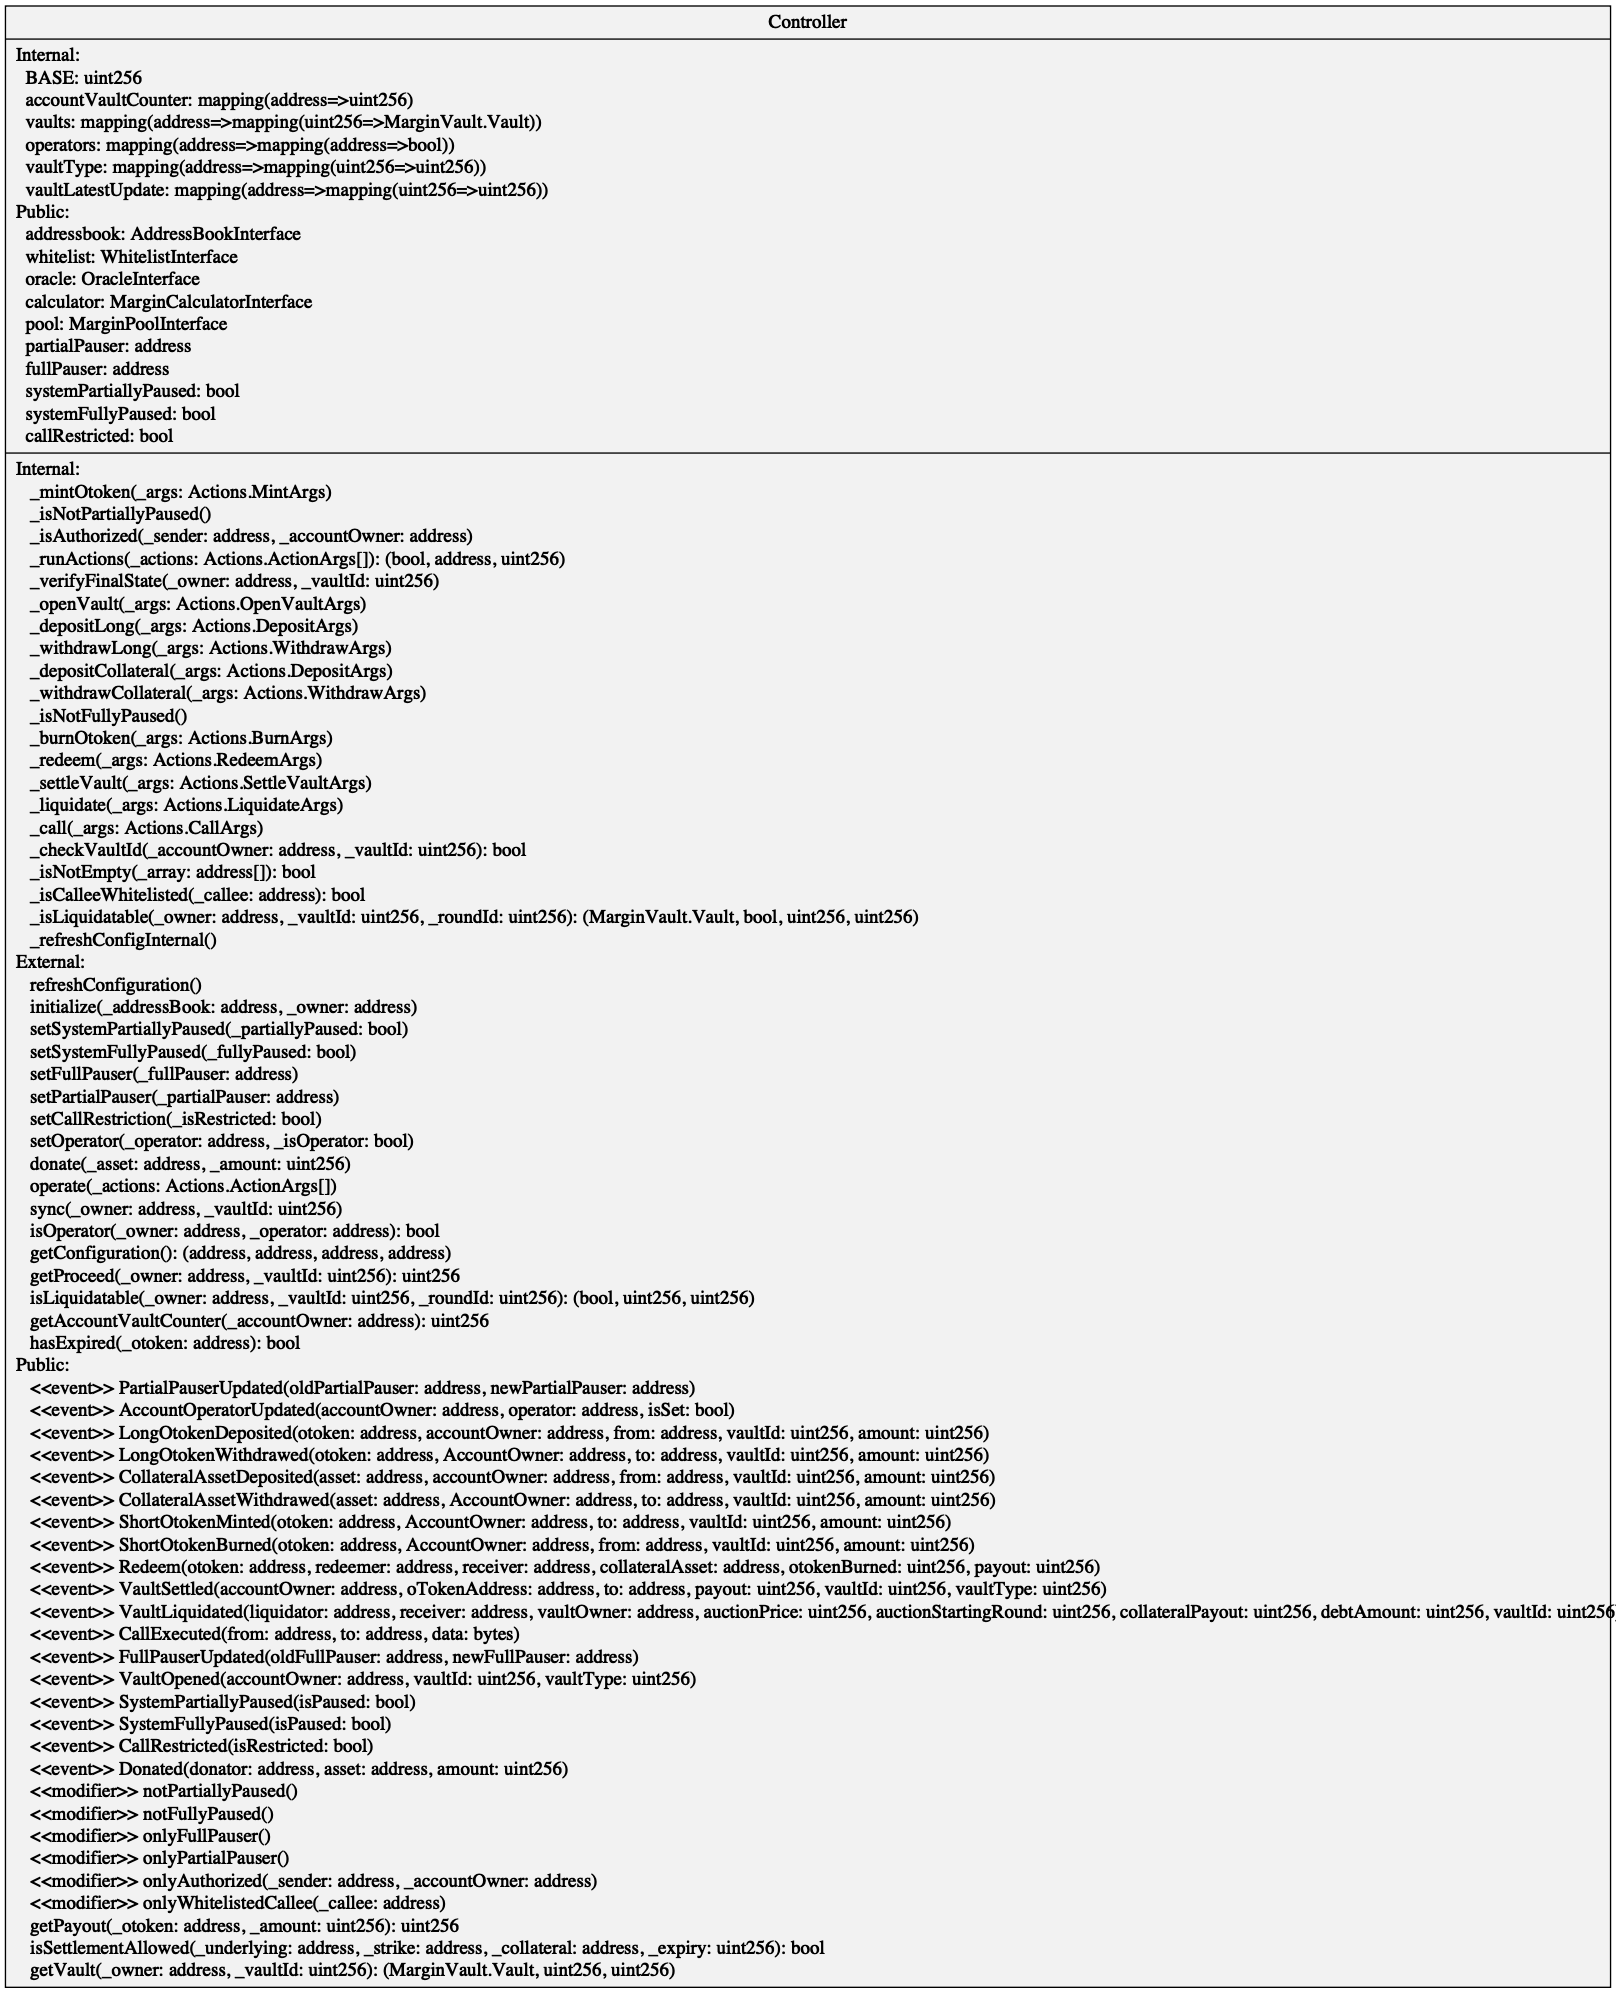 Controller
Internal:
BASE: uint256
accountVaultCounter: mapping(address=>uint256)
vaults: mapping(address=>mapping(uint256=>MarginVault.Vault))
operators: mapping(address=>mapping(address=>bool))
vaultType: mapping(address=>mapping(uint256=>uint256))
vaultLatestUpdate: mapping(address=>mapping(uint256=>uint256))
Public:
addressbook: AddressBookInterface
whitelist: WhitelistInterface
oracle: OracleInterface
calculator: MarginCalculatorInterface
pool: MarginPoolInterface
partialPauser: address
fullPauser: address
systemPartiallyPaused: bool
systemFullyPaused: bool
callRestricted: bool
Internal:
_mintOtoken(_args: Actions.MintArgs)
_isNotPartiallyPaused()
_isAuthorized(_sender: address, _accountOwner: address)
_runActions(_actions: Actions.ActionArgs[]): (bool, address, uint256)
_verifyFinalState(_owner: address, _vaultId: uint256)
_openVault(_args: Actions.OpenVaultArgs)
_depositLong(_args: Actions.DepositArgs)
_withdrawLong(_args: Actions.WithdrawArgs)
_depositCollateral(_args: Actions.DepositArgs)
_withdrawCollateral(_args: Actions.WithdrawArgs)
_isNotFullyPaused()
_burnOtoken(_args: Actions.BurnArgs)
_redeem(_args: Actions.RedeemArgs)
_settleVault(_args: Actions.SettleVaultArgs)
_liquidate(_args: Actions.LiquidateArgs)
_call(_args: Actions.CallArgs)
_checkVaultId(_accountOwner: address, _vaultId: uint256): bool
_isNotEmpty(_array: address[]): bool
_isCalleeWhitelisted(_callee: address): bool
_isLiquidatable(_owner: address, _vaultId: uint256, _roundId: uint256): (MarginVault.Vault, bool, uint256, uint256)
_refreshConfigInternal()
External:
refreshConfiguration()
initialize(_addressBook: address, _owner: address)
setSystemPartiallyPaused(_partiallyPaused: bool)
setSystemFullyPaused(_fullyPaused: bool)
setFullPauser(_fullPauser: address)
setPartialPauser(_partialPauser: address)
setCallRestriction(_isRestricted: bool)
setOperator(_operator: address, _isOperator: bool)
donate(_asset: address, _amount: uint256)
operate(_actions: Actions.ActionArgs[])
sync(_owner: address, _vaultId: uint256)
isOperator(_owner: address, _operator: address): bool
getConfiguration(): (address, address, address, address)
getProceed(_owner: address, _vaultId: uint256): uint256
isLiquidatable(_owner: address, _vaultId: uint256, _roundId: uint256): (bool, uint256, uint256)
getAccountVaultCounter(_accountOwner: address): uint256
hasExpired(_otoken: address): bool
Public:
<<event>> PartialPauserUpdated(oldPartialPauser: address, newPartialPauser: address)
<<event>> AccountOperatorUpdated(accountOwner: address, operator: address, isSet: bool)
<<event>> LongOtokenDeposited(otoken: address, accountOwner: address, from: address, vaultId: uint256, amount: uint256)
<<event>> LongOtokenWithdrawed(otoken: address, AccountOwner: address, to: address, vaultId: uint256, amount: uint256)
<<event>> CollateralAssetDeposited(asset: address, accountOwner: address, from: address, vaultId: uint256, amount: uint256)
<<event>> CollateralAssetWithdrawed(asset: address, AccountOwner: address, to: address, vaultId: uint256, amount: uint256)
<<event>> ShortOtokenMinted(otoken: address, AccountOwner: address, to: address, vaultId: uint256, amount: uint256)
<<event>> ShortOtokenBurned(otoken: address, AccountOwner: address, from: address, vaultId: uint256, amount: uint256)
<<event>> Redeem(otoken: address, redeemer: address, receiver: address, collateralAsset: address, otokenBurned: uint256, payout: uint256)
<<event>> VaultSettled(accountOwner: address, oTokenAddress: address, to: address, payout: uint256, vaultId: uint256, vaultType: uint256)
<<event>> VaultLiquidated(liquidator: address, receiver: address, vaultOwner: address, auctionPrice: uint256, auctionStartingRound: uint256, collateralPayout: uint256, debtAmount: uint256, vaultId: uint256
<<event>> CallExecuted(from: address, to: address, data: bytes)
<<event>> FullPauserUpdated(oldFullPauser: address, newFullPauser: address)
<<event>> VaultOpened(accountOwner: address, vaultId: uint256, vaultType: uint256)
<<event>> SystemPartiallyPaused(isPaused: bool)
<<event>> SystemFullyPaused(isPaused: bool)
<<event>> CallRestricted(isRestricted: bool)
<<event>> Donated(donator: address, asset: address, amount: uint256)
<<modifier>> notPartiallyPaused()
<<modifier>> notFullyPaused()
<<modifier>> onlyFullPauser()
<<modifier>> onlyPartialPauser()
<<modifier>> onlyAuthorized(_sender: address, _accountOwner: address)
<<modifier>> onlyWhitelistedCallee(_callee: address)
getPayout(_otoken: address, _amount: uint256): uint256
isSettlementAllowed(_underlying: address, _strike: address, _collateral: address, _expiry: uint256): bool
getVault(_owner: address, _vaultId: uint256): (MarginVault.Vault, uint256, uint256)